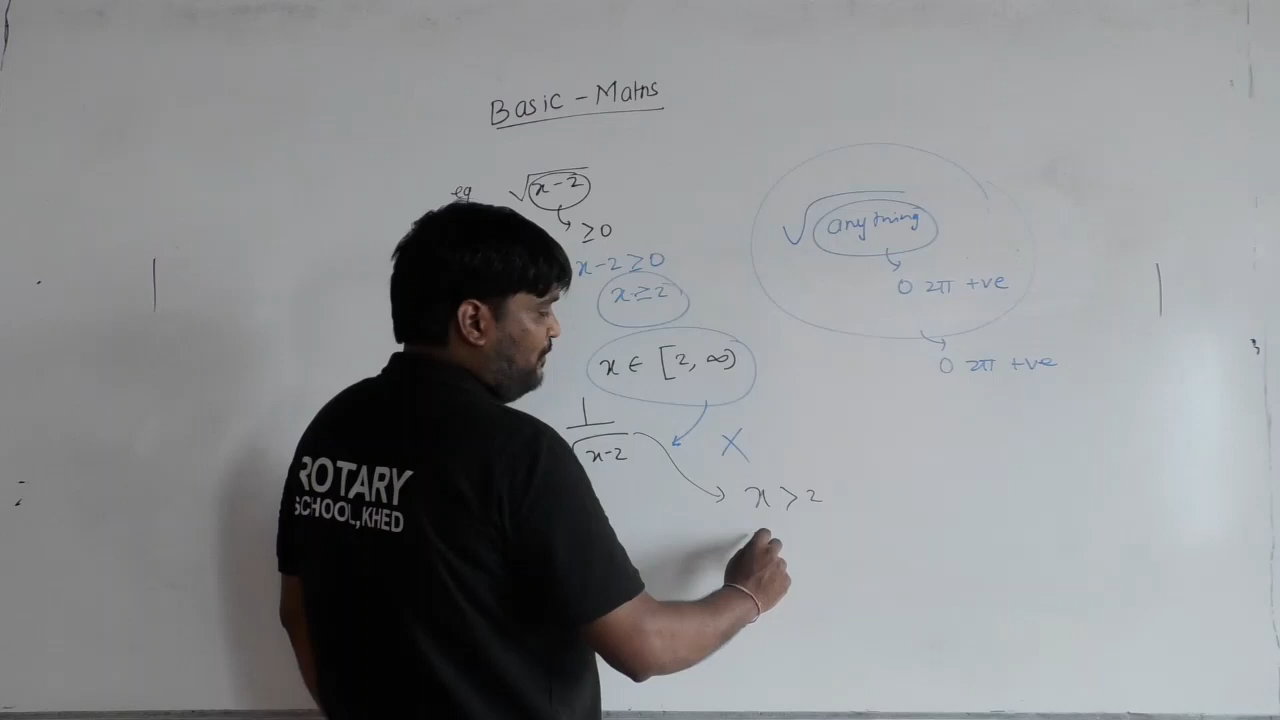 Basic - Maths
eg √x-2
≥0
x-2 ≥0
x ≥ 2
x ∈ [2, ∞)
1
√x-2
X
x > 2
√anything
0 या +ve
0 या +ve
ROTARY
SCHOOL, KHED